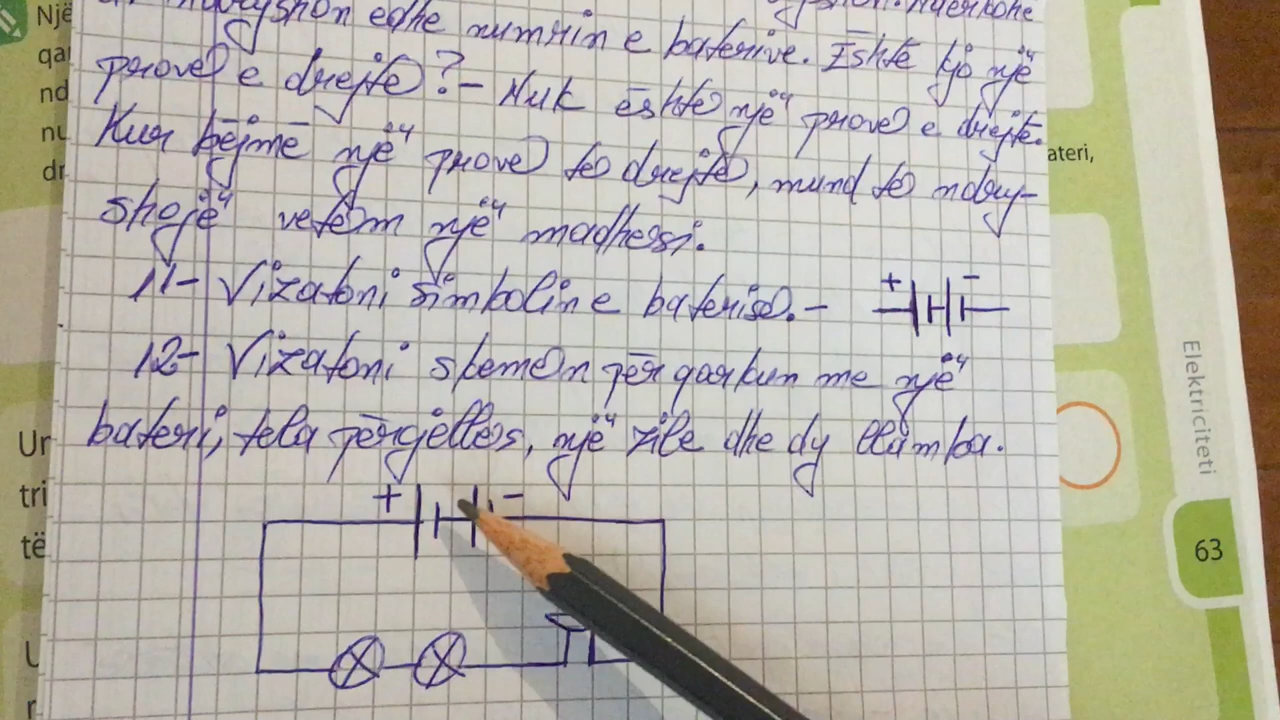 ndryshon edhe numrin e baterive. Është kjo një
provë e drejtë? - Nuk është një provë e drejtë.
Kur bëjmë një provë të drejtë, mund të ndry-
shojë vetëm një madhësi.
11- Vizatoni simbolin e baterisë. -
+ -
12- Vizatoni skemën për qarkun me një
bateri, tela përçjellës, një zile dhe dy llamba.
+ -
Një
qa
nd
nu
dr
ateri,
Ur
tri
të
Elektriciteti
63